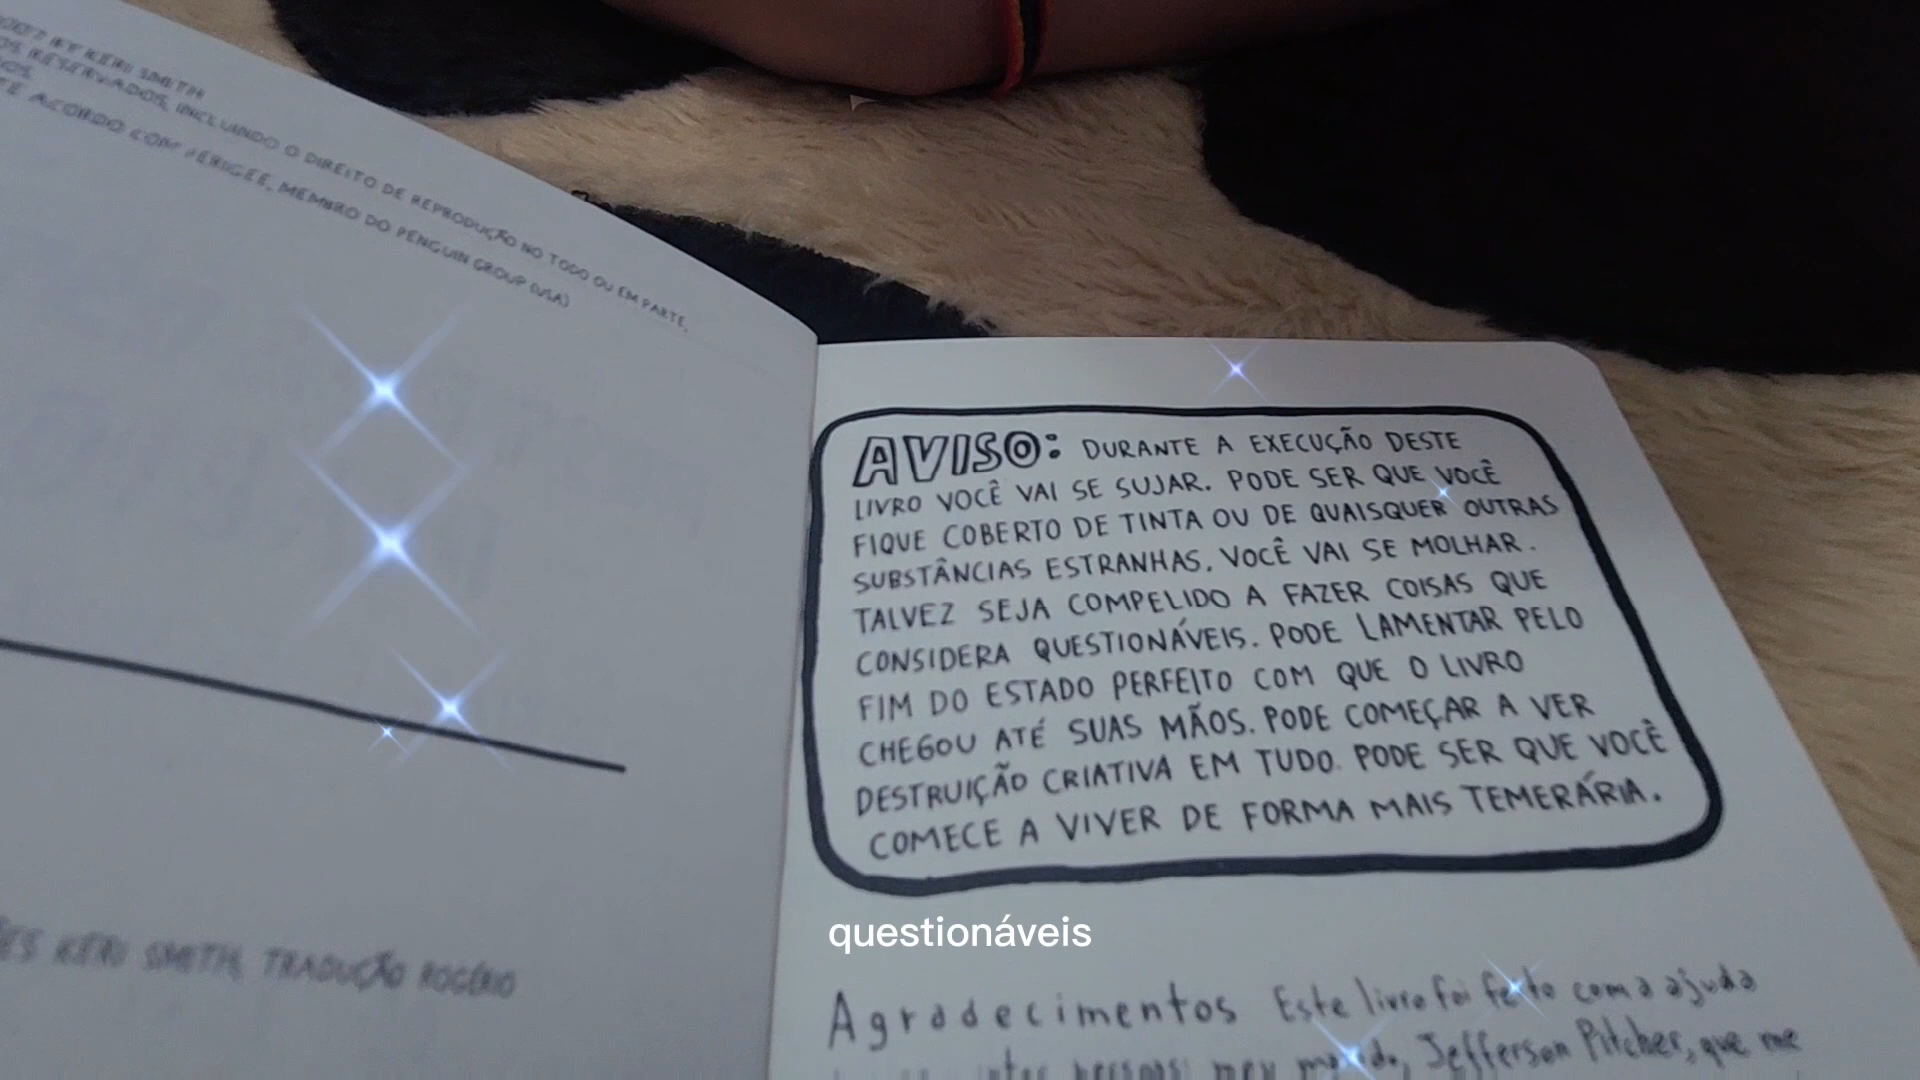 BY KERI SMITH
RESERVADOS, INCLUINDO O DIREITO DE REPRODUÇÃO NO TODO OU EM PARTE,
ACORDO COM PERIGEE, MEMBRO DO PENGUIN GROUP (USA)
KERI SMITH, TRADUÇÃO ROGÉRIO
AVISO: DURANTE A EXECUÇÃO DESTE
LIVRO VOCÊ VAI SE SUJAR. PODE SER QUE VOCÊ
FIQUE COBERTO DE TINTA OU DE QUAISQUER OUTRAS
SUBSTÂNCIAS ESTRANHAS. VOCÊ VAI SE MOLHAR.
TALVEZ SEJA COMPELIDO A FAZER COISAS QUE
CONSIDERA QUESTIONÁVEIS. PODE LAMENTAR PELO
FIM DO ESTADO PERFEITO COM QUE O LIVRO
CHEGOU ATÉ SUAS MÃOS. PODE COMEÇAR A VER
DESTRUIÇÃO CRIATIVA EM TUDO. PODE SER QUE VOCÊ
COMECE A VIVER DE FORMA MAIS TEMERÁRIA.
questionáveis
Agradecimentos Este livro foi feito com a ajuda
pessoas: meu marido, Jefferson Pitcher, que me